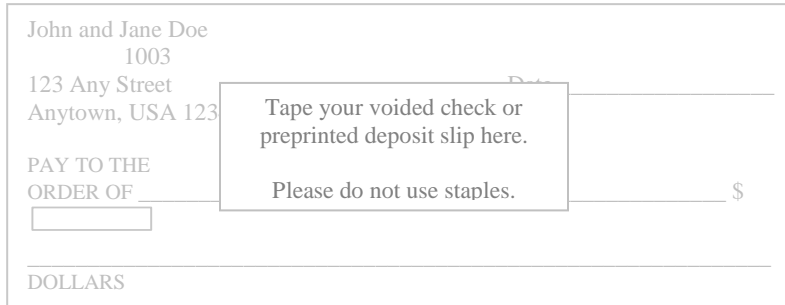 John and Jane Doe
1003
123 Any Street Date
Anytown, USA 123
Tape your voided check or
preprinted deposit slip here.
Please do not use staples.
PAY TO THE
ORDER OF $
DOLLARS